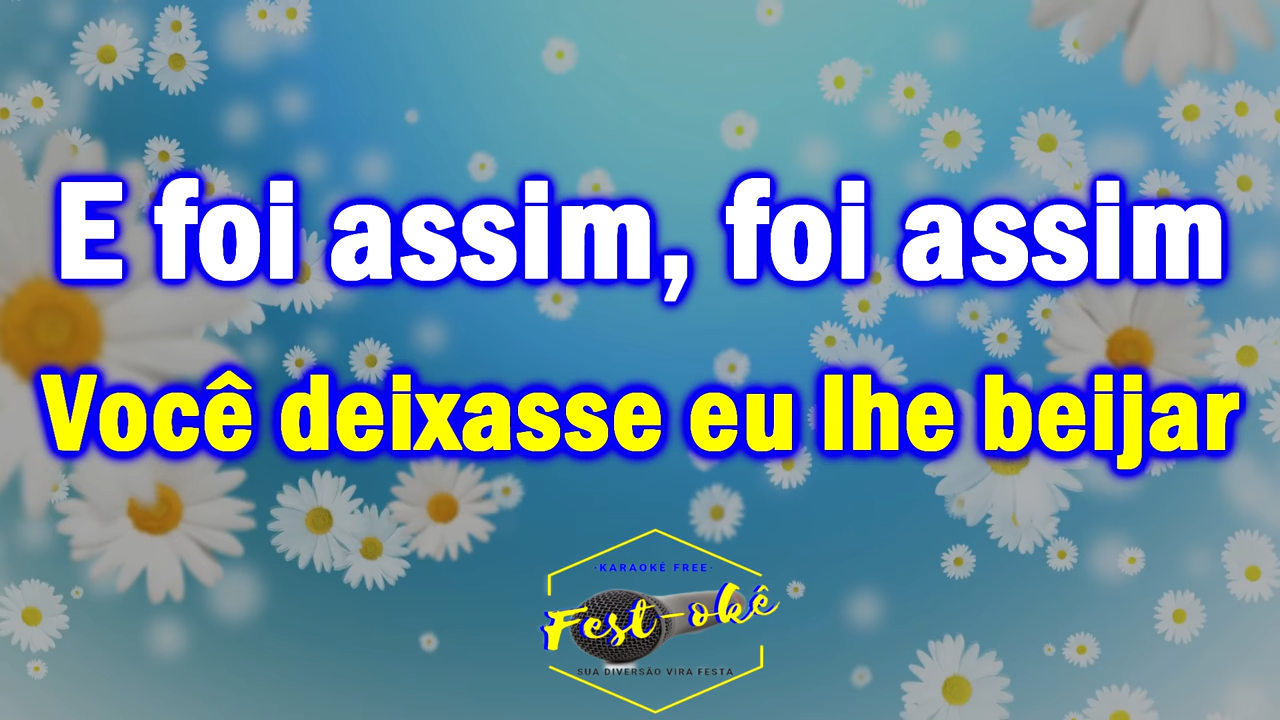 E foi assim, foi assim
Você deixasse eu lhe beijar
·KARAOKÊ FREE·
Fest-okê
SUA DIVERSÃO VIRA FESTA